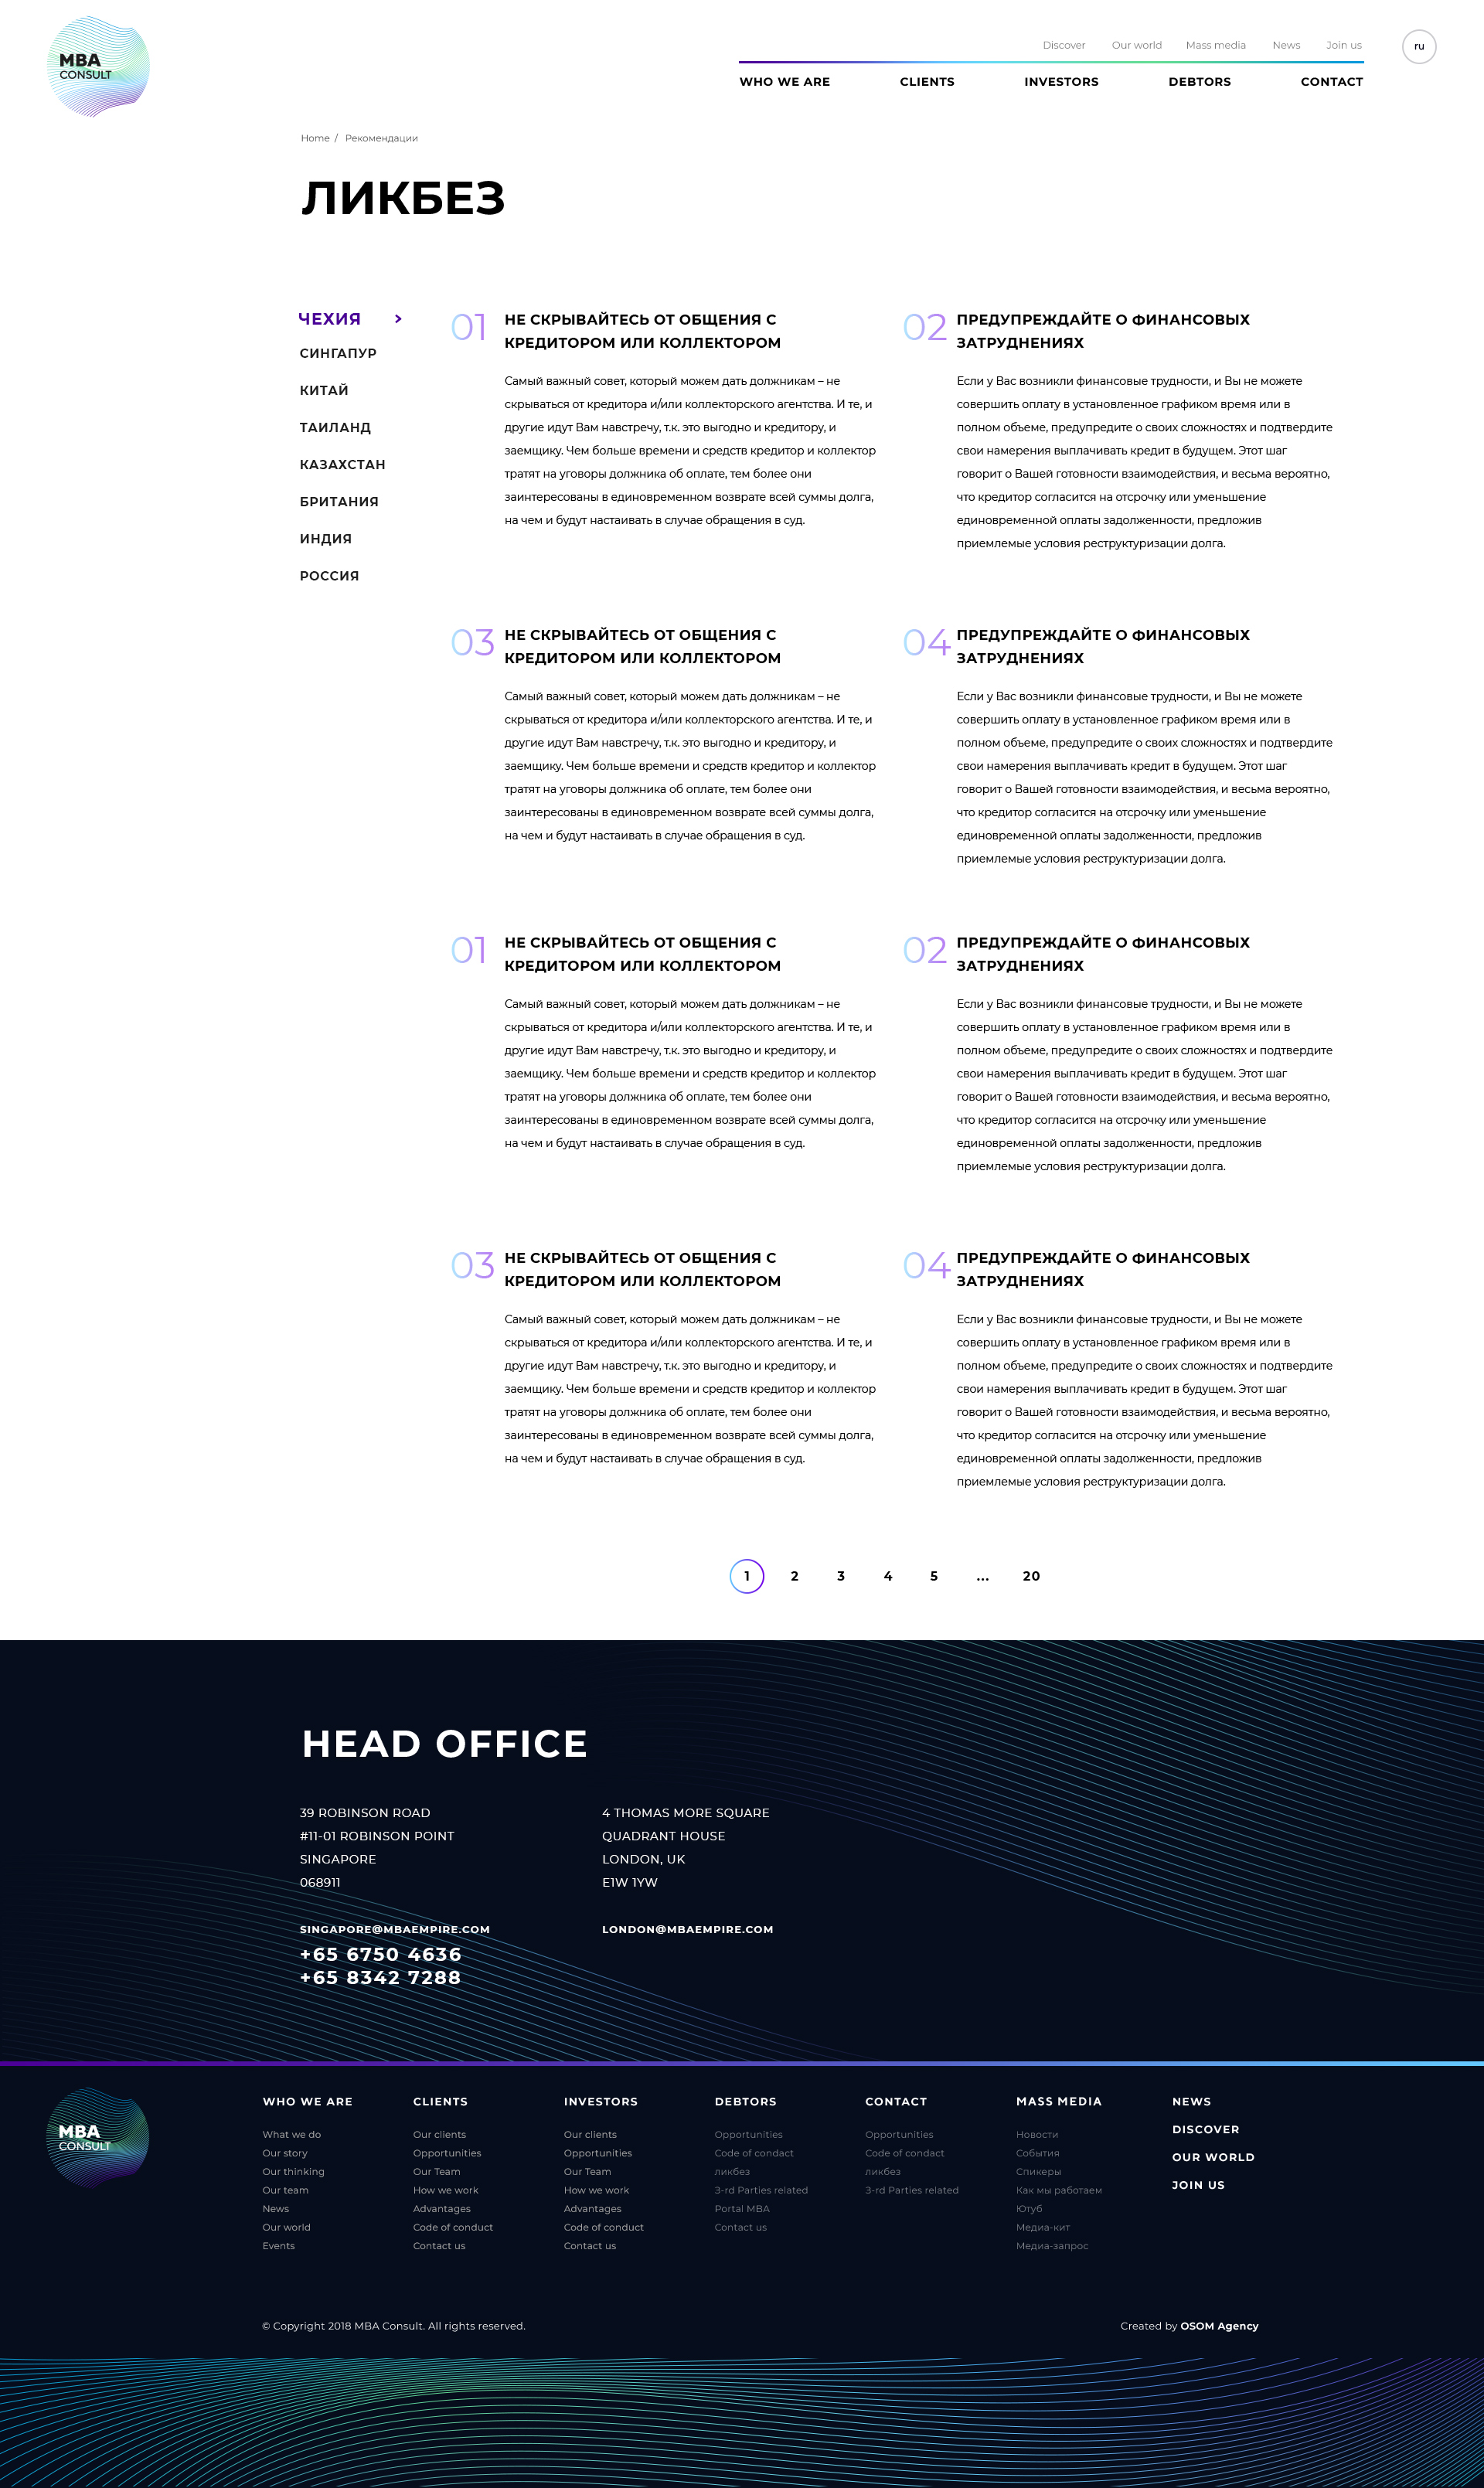 MBA
CONSULT
Discover Our world Mass media News Join us
ru
WHO WE ARE CLIENTS INVESTORS DEBTORS CONTACT
Home / Рекомендации
ЛИКБЕЗ
ЧЕХИЯ >
СИНГАПУР
КИТАЙ
ТАИЛАНД
КАЗАХСТАН
БРИТАНИЯ
ИНДИЯ
РОССИЯ
01
НЕ СКРЫВАЙТЕСЬ ОТ ОБЩЕНИЯ С
КРЕДИТОРОМ ИЛИ КОЛЛЕКТОРОМ
Самый важный совет, который можем дать должникам – не
скрываться от кредитора и/или коллекторского агентства. И те, и
другие идут Вам навстречу, т.к. это выгодно и кредитору, и
заемщику. Чем больше времени и средств кредитор и коллектор
тратят на уговоры должника об оплате, тем более они
заинтересованы в единовременном возврате всей суммы долга,
на чем и будут настаивать в случае обращения в суд.
02
ПРЕДУПРЕЖДАЙТЕ О ФИНАНСОВЫХ
ЗАТРУДНЕНИЯХ
Если у Вас возникли финансовые трудности, и Вы не можете
совершить оплату в установленное графиком время или в
полном объеме, предупредите о своих сложностях и подтвердите
свои намерения выплачивать кредит в будущем. Этот шаг
говорит о Вашей готовности взаимодействия, и весьма вероятно,
что кредитор согласится на отсрочку или уменьшение
единовременной оплаты задолженности, предложив
приемлемые условия реструктуризации долга.
03
НЕ СКРЫВАЙТЕСЬ ОТ ОБЩЕНИЯ С
КРЕДИТОРОМ ИЛИ КОЛЛЕКТОРОМ
Самый важный совет, который можем дать должникам – не
скрываться от кредитора и/или коллекторского агентства. И те, и
другие идут Вам навстречу, т.к. это выгодно и кредитору, и
заемщику. Чем больше времени и средств кредитор и коллектор
тратят на уговоры должника об оплате, тем более они
заинтересованы в единовременном возврате всей суммы долга,
на чем и будут настаивать в случае обращения в суд.
04
ПРЕДУПРЕЖДАЙТЕ О ФИНАНСОВЫХ
ЗАТРУДНЕНИЯХ
Если у Вас возникли финансовые трудности, и Вы не можете
совершить оплату в установленное графиком время или в
полном объеме, предупредите о своих сложностях и подтвердите
свои намерения выплачивать кредит в будущем. Этот шаг
говорит о Вашей готовности взаимодействия, и весьма вероятно,
что кредитор согласится на отсрочку или уменьшение
единовременной оплаты задолженности, предложив
приемлемые условия реструктуризации долга.
01
НЕ СКРЫВАЙТЕСЬ ОТ ОБЩЕНИЯ С
КРЕДИТОРОМ ИЛИ КОЛЛЕКТОРОМ
Самый важный совет, который можем дать должникам – не
скрываться от кредитора и/или коллекторского агентства. И те, и
другие идут Вам навстречу, т.к. это выгодно и кредитору, и
заемщику. Чем больше времени и средств кредитор и коллектор
тратят на уговоры должника об оплате, тем более они
заинтересованы в единовременном возврате всей суммы долга,
на чем и будут настаивать в случае обращения в суд.
02
ПРЕДУПРЕЖДАЙТЕ О ФИНАНСОВЫХ
ЗАТРУДНЕНИЯХ
Если у Вас возникли финансовые трудности, и Вы не можете
совершить оплату в установленное графиком время или в
полном объеме, предупредите о своих сложностях и подтвердите
свои намерения выплачивать кредит в будущем. Этот шаг
говорит о Вашей готовности взаимодействия, и весьма вероятно,
что кредитор согласится на отсрочку или уменьшение
единовременной оплаты задолженности, предложив
приемлемые условия реструктуризации долга.
03
НЕ СКРЫВАЙТЕСЬ ОТ ОБЩЕНИЯ С
КРЕДИТОРОМ ИЛИ КОЛЛЕКТОРОМ
Самый важный совет, который можем дать должникам – не
скрываться от кредитора и/или коллекторского агентства. И те, и
другие идут Вам навстречу, т.к. это выгодно и кредитору, и
заемщику. Чем больше времени и средств кредитор и коллектор
тратят на уговоры должника об оплате, тем более они
заинтересованы в единовременном возврате всей суммы долга,
на чем и будут настаивать в случае обращения в суд.
04
ПРЕДУПРЕЖДАЙТЕ О ФИНАНСОВЫХ
ЗАТРУДНЕНИЯХ
Если у Вас возникли финансовые трудности, и Вы не можете
совершить оплату в установленное графиком время или в
полном объеме, предупредите о своих сложностях и подтвердите
свои намерения выплачивать кредит в будущем. Этот шаг
говорит о Вашей готовности взаимодействия, и весьма вероятно,
что кредитор согласится на отсрочку или уменьшение
единовременной оплаты задолженности, предложив
приемлемые условия реструктуризации долга.
1 2 3 4 5 ... 20
HEAD OFFICE
39 ROBINSON ROAD
#11-01 ROBINSON POINT
SINGAPORE
068911
SINGAPORE@MBAEMPIRE.COM
+65 6750 4636
+65 8342 7288
4 THOMAS MORE SQUARE
QUADRANT HOUSE
LONDON, UK
E1W 1YW
LONDON@MBAEMPIRE.COM
MBA
CONSULT
WHO WE ARE
What we do
Our story
Our thinking
Our team
News
Our world
Events
CLIENTS
Our clients
Opportunities
Our Team
How we work
Advantages
Code of conduct
Contact us
INVESTORS
Our clients
Opportunities
Our Team
How we work
Advantages
Code of conduct
Contact us
DEBTORS
Opportunities
Code of condact
ликбез
3-rd Parties related
Portal MBA
Contact us
CONTACT
Opportunities
Code of condact
ликбез
3-rd Parties related
MASS MEDIA
Новости
События
Спикеры
Как мы работаем
Ютуб
Медиа-кит
Медиа-запрос
NEWS
DISCOVER
OUR WORLD
JOIN US
© Copyright 2018 MBA Consult. All rights reserved.
Created by OSOM Agency